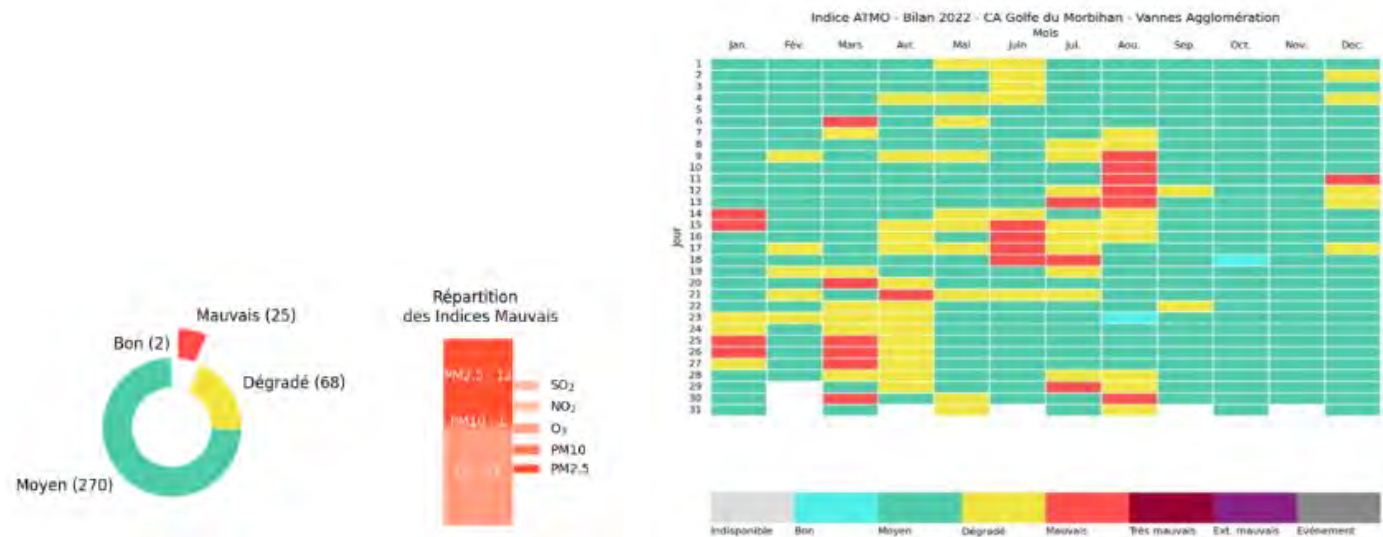 Mauvais (25)
Bon (2)
Dégradé (68)
Moyen (270)
Répartition
des Indices Mauvais
PM2.5
PM10
SO₂
NO₂
O₃
PM10
PM2.5
Indice ATMO - Bilan 2022 - CA Golfe du Morbihan - Vannes Agglomération
Mois
Jan. Fév. Mars Avr. Mai Juin Jul. Aou. Sep. Oct. Nov. Dec.
Jour
1
2
3
4
5
6
7
8
9
10
11
12
13
14
15
16
17
18
19
20
21
22
23
24
25
26
27
28
29
30
31
Indisponible Bon Moyen Dégradé Mauvais Très mauvais Ext. mauvais Evénement